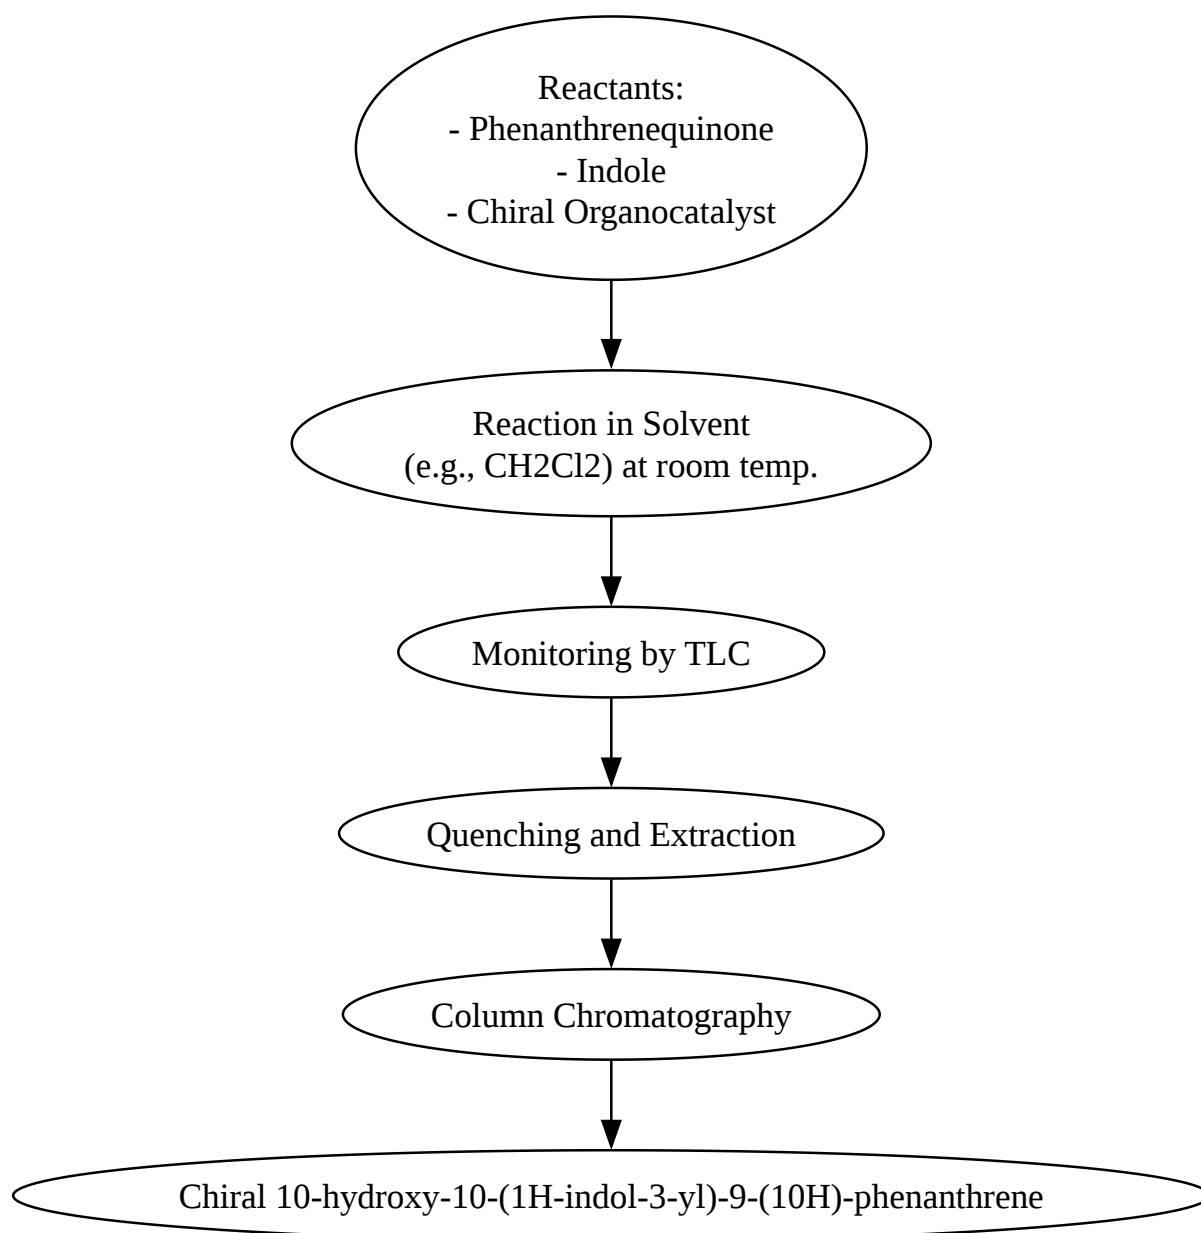 Reactants:
- Phenanthrenequinone
- Indole
- Chiral Organocatalyst
Reaction in Solvent
(e.g., CH2Cl2) at room temp.
Monitoring by TLC
Quenching and Extraction
Column Chromatography
Chiral 10-hydroxy-10-(1H-indol-3-yl)-9-(10H)-phenanthrene